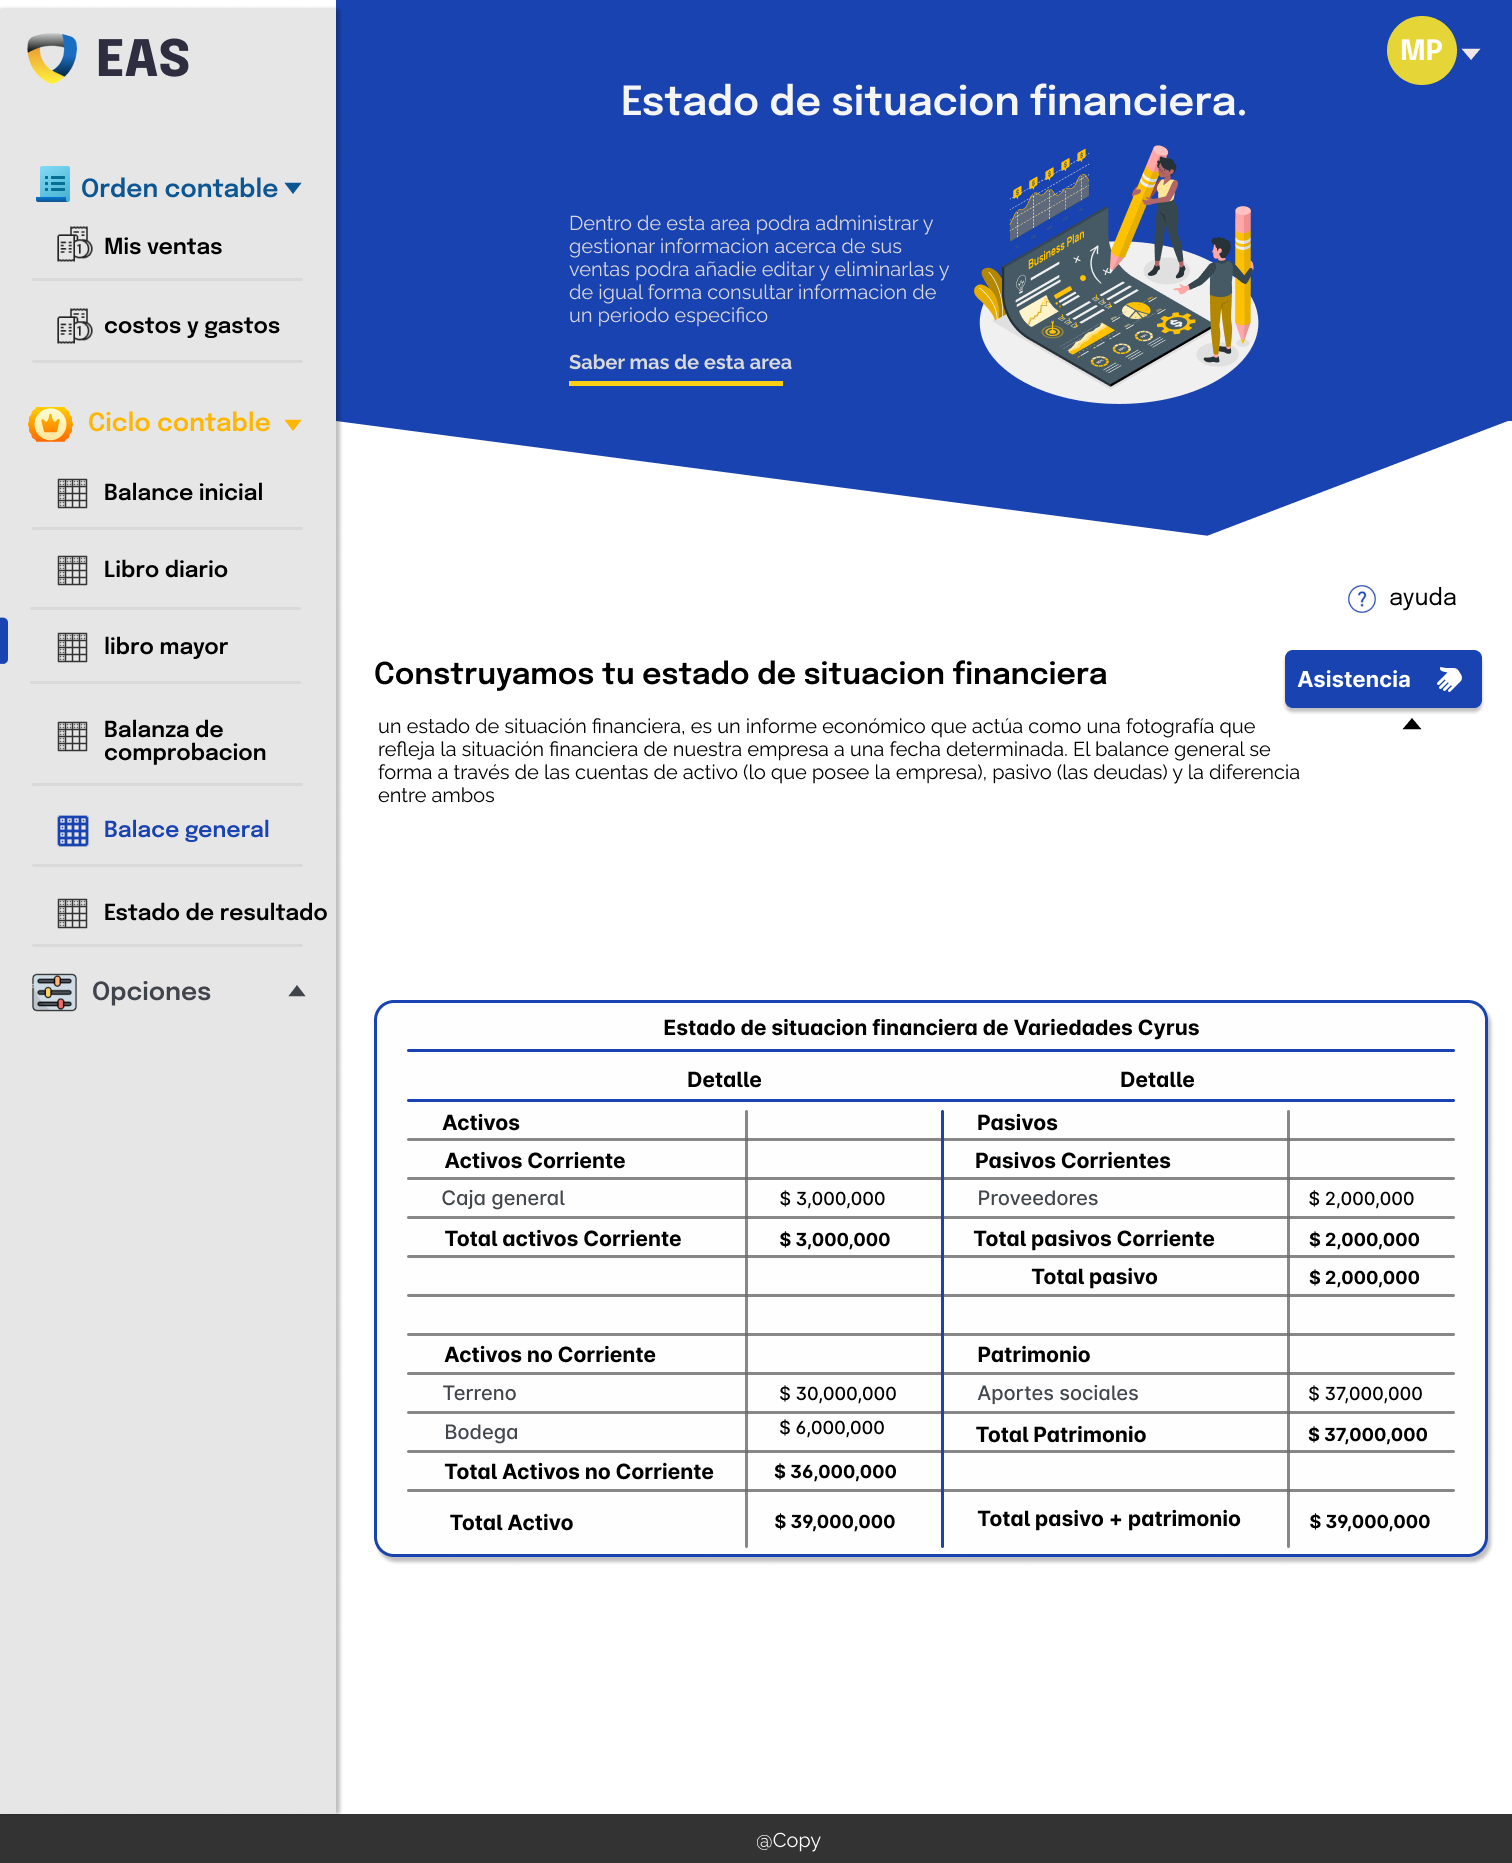 EAS
Orden contable
Mis ventas
costos y gastos
Ciclo contable
Balance inicial
Libro diario
libro mayor
Balanza de
comprobacion
Balace general
Estado de resultado
Opciones
MP
Estado de situacion financiera.
Dentro de esta area podra administrar y
gestionar informacion acerca de sus
ventas podra añadie editar y eliminarlas y
de igual forma consultar informacion de
un periodo especifico
Saber mas de esta area
Business Plan
? ayuda
Construyamos tu estado de situacion financiera
Asistencia
un estado de situación financiera, es un informe económico que actúa como una fotografía que
refleja la situación financiera de nuestra empresa a una fecha determinada. El balance general se
forma a través de las cuentas de activo (lo que posee la empresa), pasivo (las deudas) y la diferencia
entre ambos
Estado de situacion financiera de Variedades Cyrus
Detalle Detalle
Activos Pasivos
Activos Corriente Pasivos Corrientes
Caja general $ 3,000,000 Proveedores $ 2,000,000
Total activos Corriente $ 3,000,000 Total pasivos Corriente $ 2,000,000
Total pasivo $ 2,000,000
Activos no Corriente Patrimonio
Terreno $ 30,000,000 Aportes sociales $ 37,000,000
Bodega $ 6,000,000 Total Patrimonio $ 37,000,000
Total Activos no Corriente $ 36,000,000
Total Activo $ 39,000,000 Total pasivo + patrimonio $ 39,000,000
@Copy